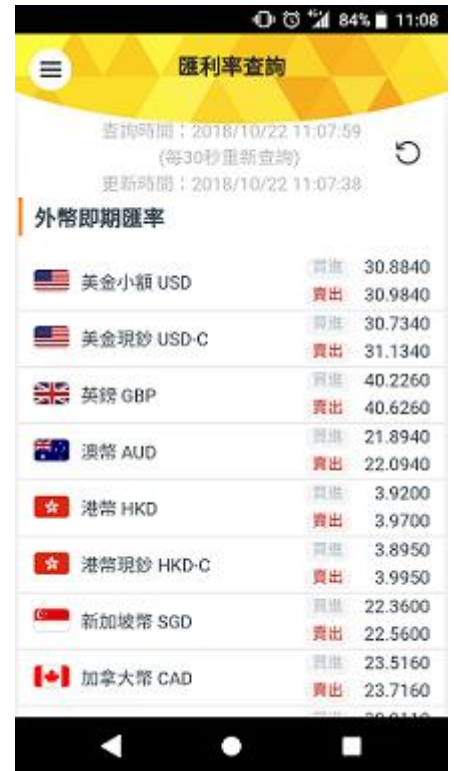 4G 84% 11:08
匯利率查詢
查詢時間：2018/10/22 11:07:59
(每30秒重新查詢)
更新時間：2018/10/22 11:07:38
外幣即期匯率
美金小額 USD 買進 30.8840
賣出 30.9840
美金現鈔 USD-C 買進 30.7340
賣出 31.1340
英鎊 GBP 買進 40.2260
賣出 40.6260
澳幣 AUD 買進 21.8940
賣出 22.0940
港幣 HKD 買進 3.9200
賣出 3.9700
港幣現鈔 HKD-C 買進 3.8950
賣出 3.9950
新加坡幣 SGD 買進 22.3600
賣出 22.5600
加拿大幣 CAD 買進 23.5160
賣出 23.7160